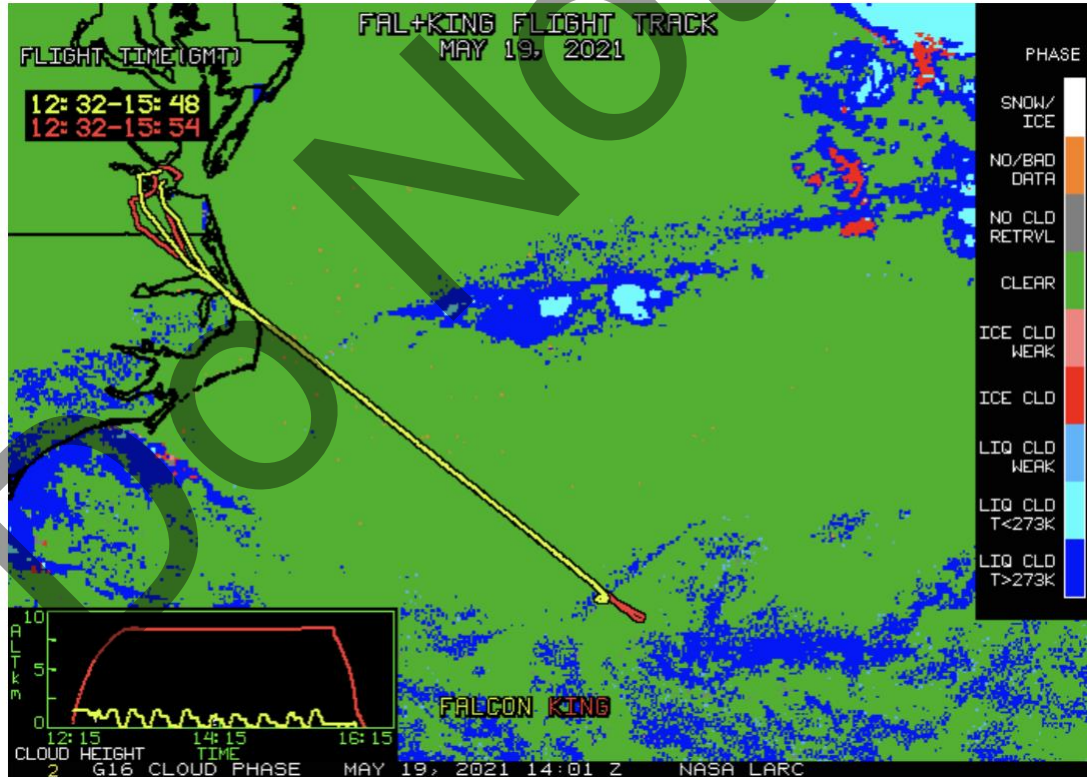 FAL+KING FLIGHT TRACK
MAY 19, 2021
FLIGHT TIME(GMT)
12:32-15:48
12:32-15:54
PHASE
SNOW/
ICE
NO/BAD
DATA
NO CLD
RETRVL
CLEAR
ICE CLD
WEAK
ICE CLD
LIQ CLD
WEAK
LIQ CLD
T<273K
LIQ CLD
T>273K
10
ALTkm
5
0
12:15 14:15 16:15
TIME
FALCON KING
CLOUD HEIGHT
2 G16 CLOUD PHASE MAY 19, 2021 14:01 Z NASA LARC
Do No